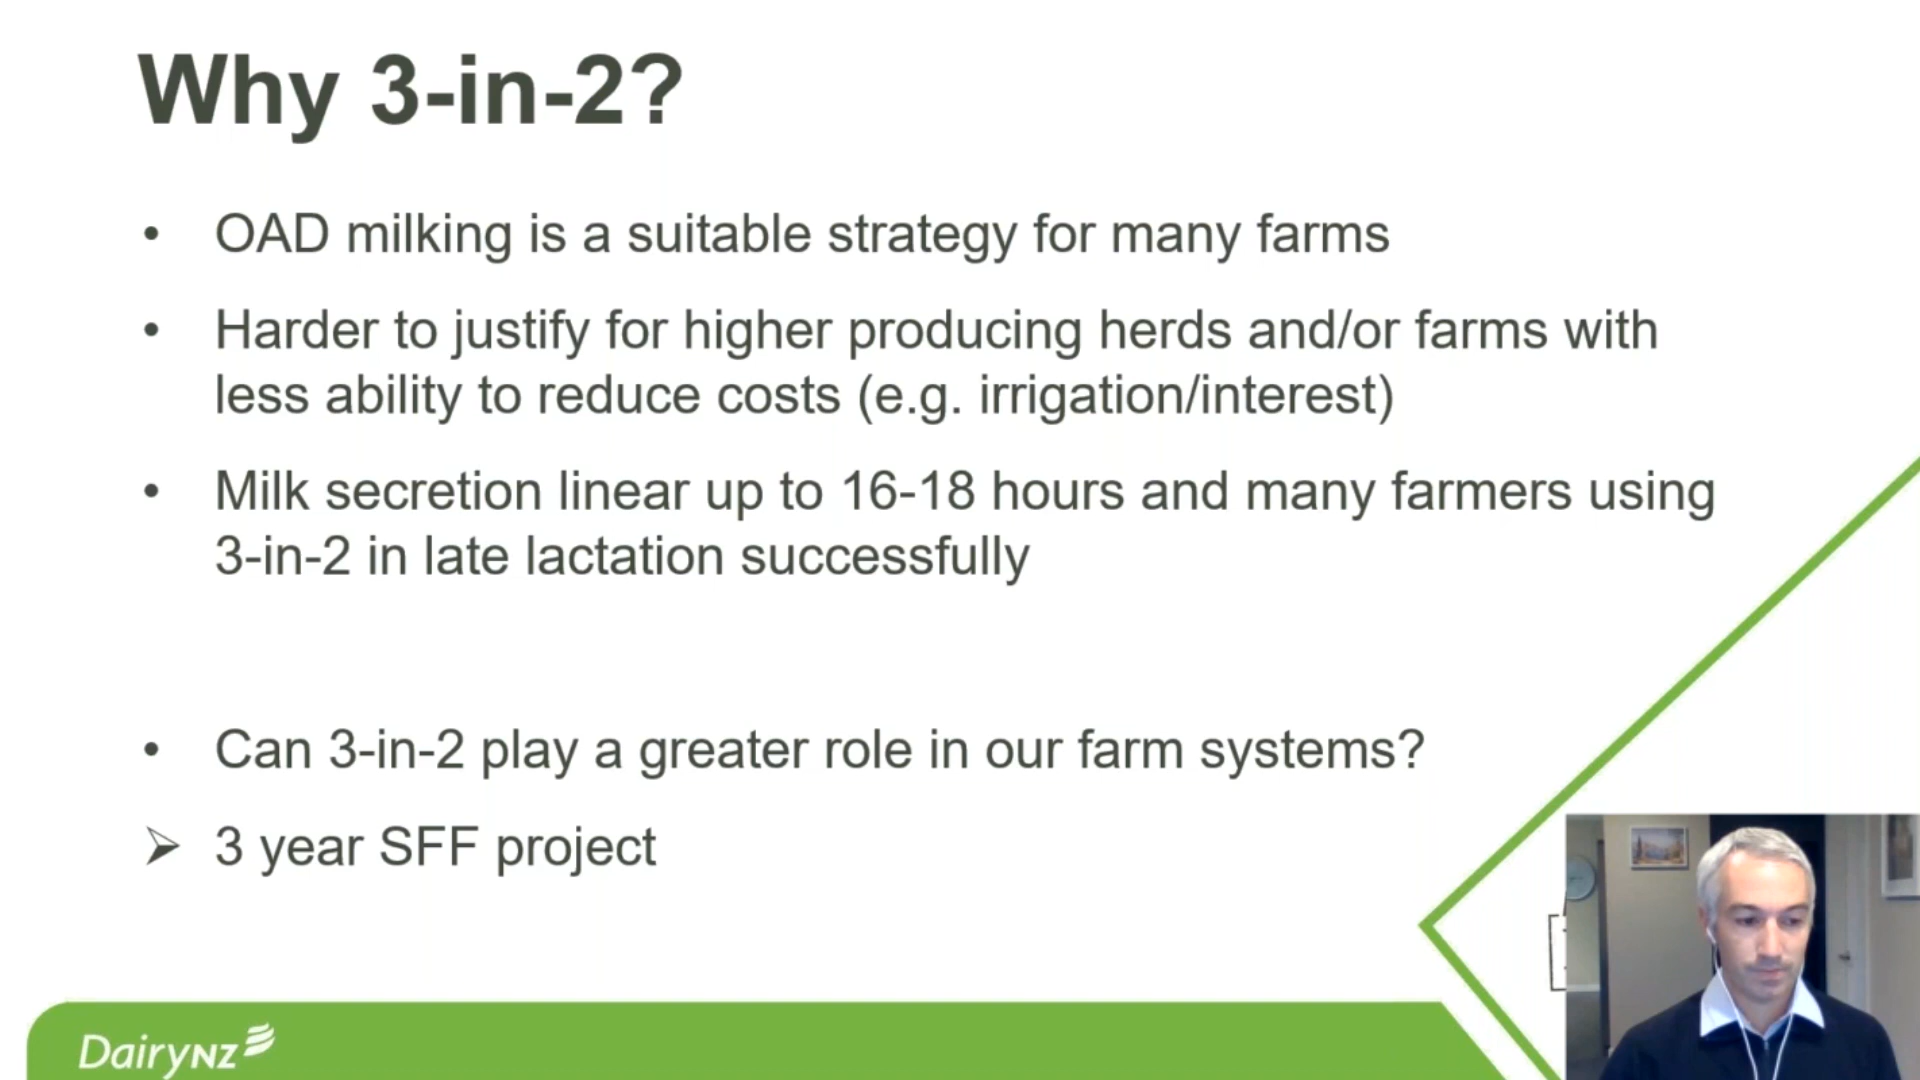 Why 3-in-2?
• OAD milking is a suitable strategy for many farms
• Harder to justify for higher producing herds and/or farms with
less ability to reduce costs (e.g. irrigation/interest)
• Milk secretion linear up to 16-18 hours and many farmers using
3-in-2 in late lactation successfully
• Can 3-in-2 play a greater role in our farm systems?
➢ 3 year SFF project
DairyNZ